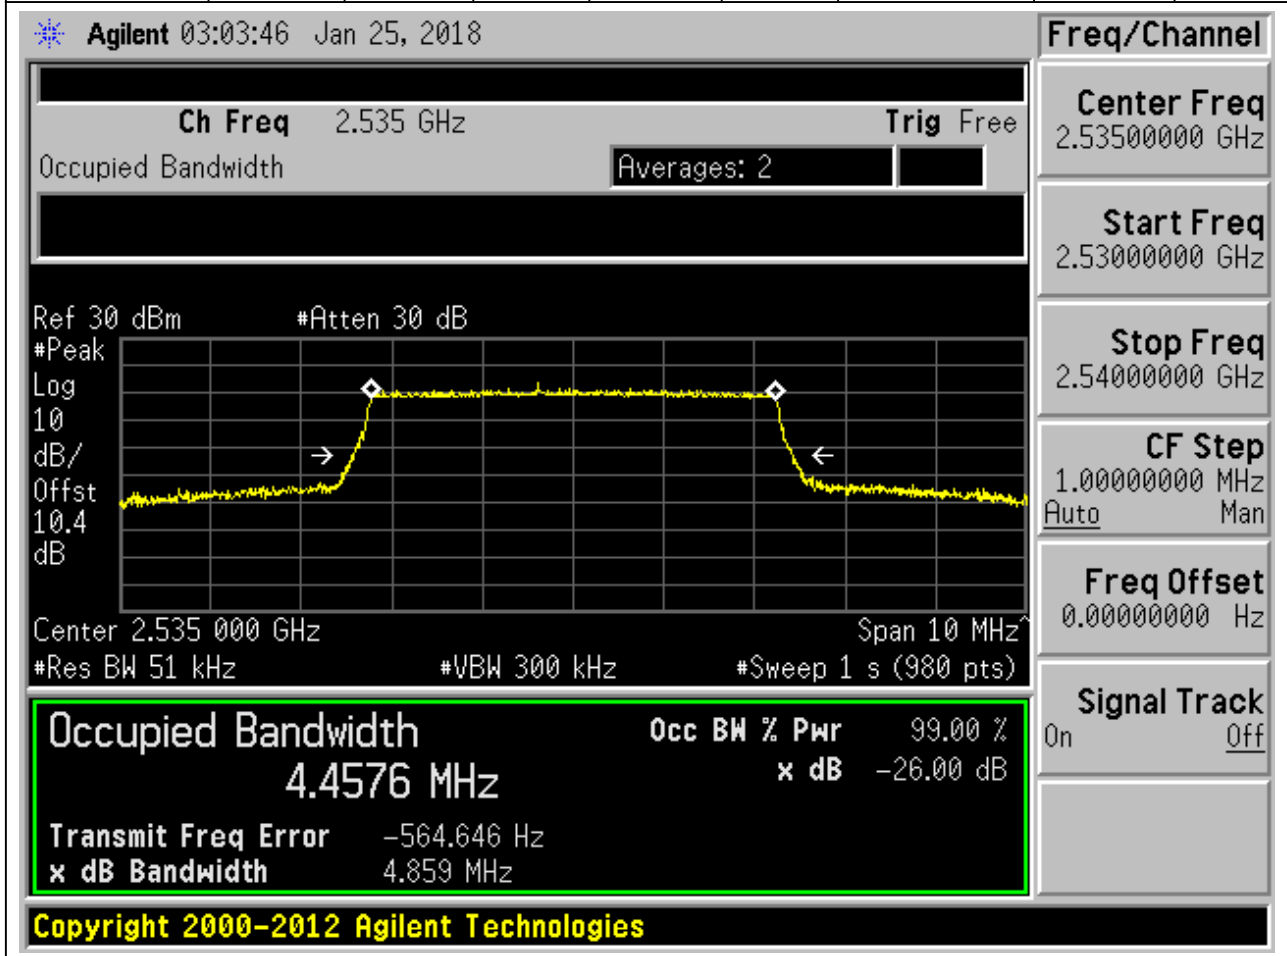 Agilent 03:03:46 Jan 25, 2018
Freq/Channel
Ch Freq 2.535 GHz Trig Free
Occupied Bandwidth Averages: 2
Center Freq
2.53500000 GHz
Start Freq
2.53000000 GHz
Stop Freq
2.54000000 GHz
CF Step
1.00000000 MHz
Auto Man
Freq Offset
0.00000000 Hz
Signal Track
On Off
Ref 30 dBm #Atten 30 dB
#Peak
Log
10
dB/
Offst
10.4
dB
Center 2.535 000 GHz Span 10 MHz^
#Res BW 51 kHz #VBW 300 kHz #Sweep 1 s (980 pts)
Occupied Bandwidth Occ BW % Pwr 99.00 %
4.4576 MHz x dB -26.00 dB
Transmit Freq Error -564.646 Hz
x dB Bandwidth 4.859 MHz
Copyright 2000-2012 Agilent Technologies